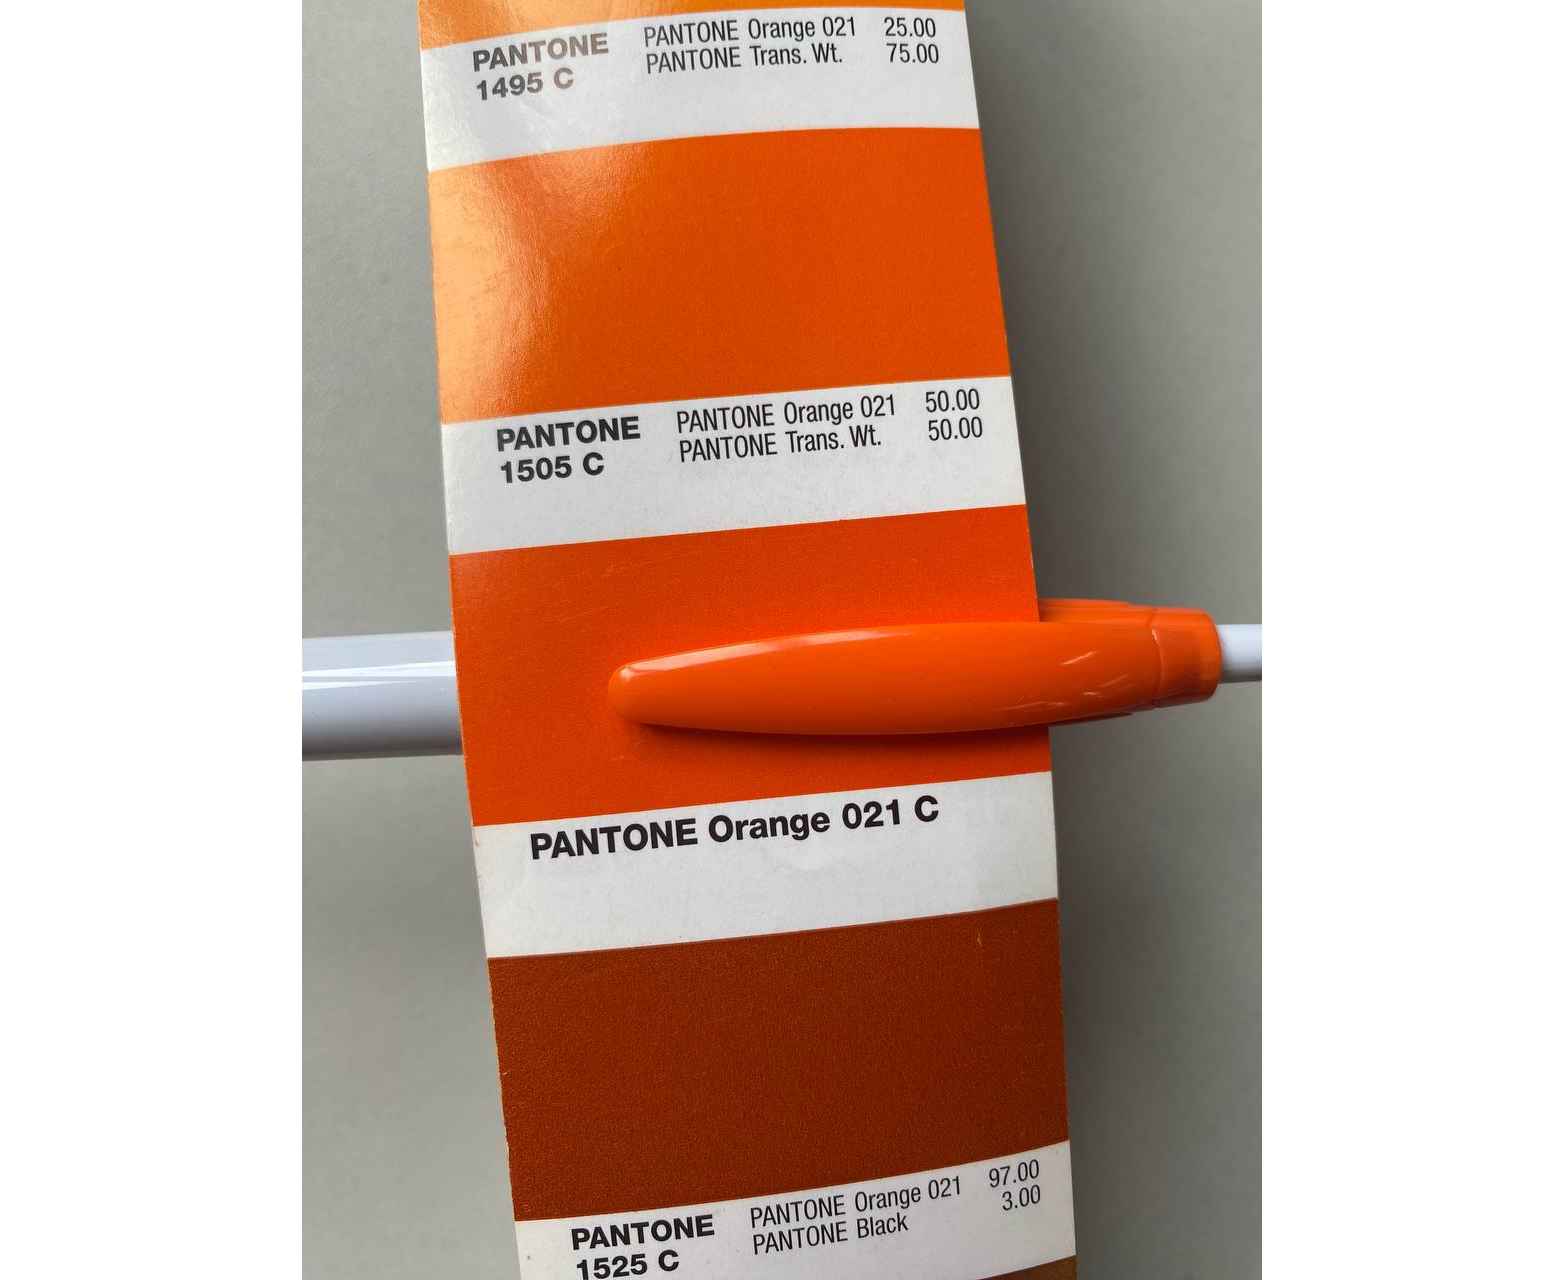 PANTONE
1495 C
PANTONE Orange 021 25.00
PANTONE Trans. Wt. 75.00
PANTONE
1505 C
PANTONE Orange 021 50.00
PANTONE Trans. Wt. 50.00
PANTONE Orange 021 C
PANTONE
1525 C
PANTONE Orange 021 97.00
PANTONE Black 3.00